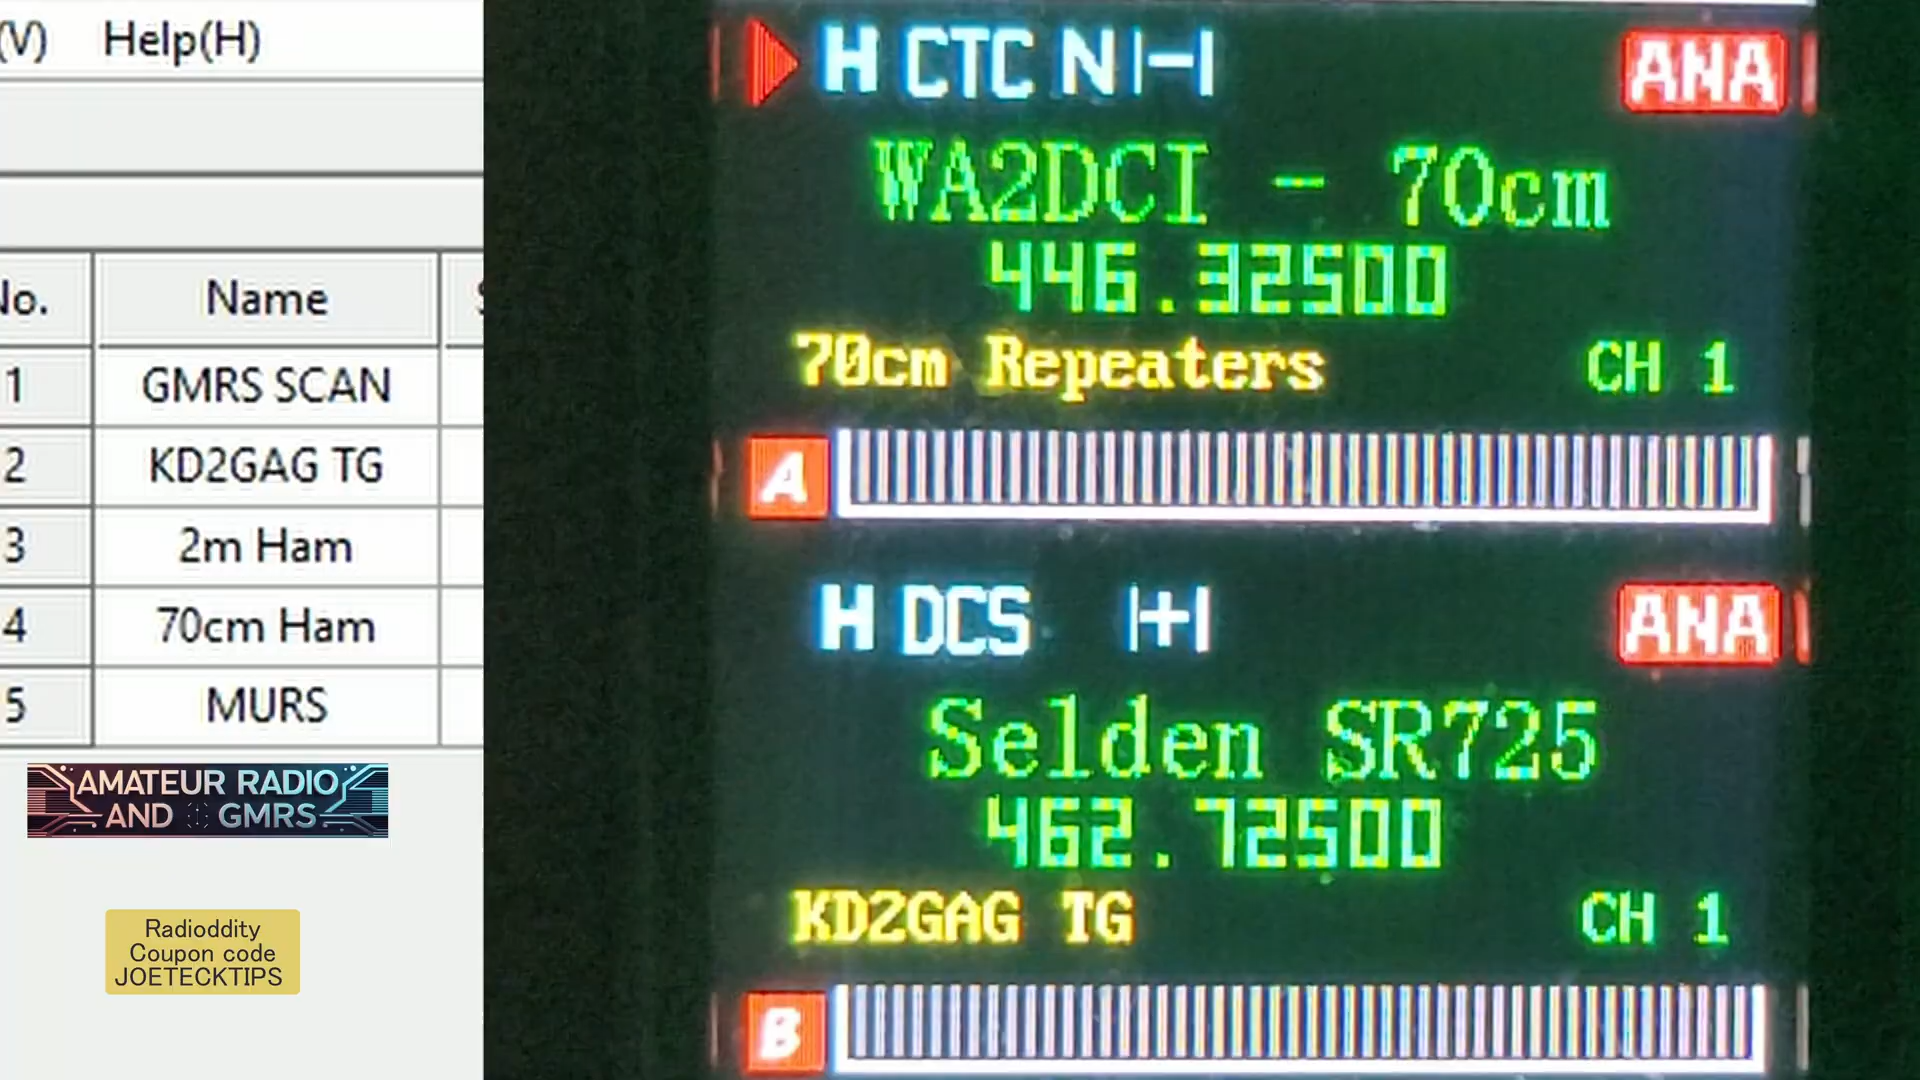 (V) Help(H)
No. Name
1 GMRS SCAN
2 KD2GAG TG
3 2m Ham
4 70cm Ham
5 MURS
AMATEUR RADIO
AND GMRS
Radioddity
Coupon code
JOETECKTIPS
H CTC N |-| ANA
WA2DCI - 70cm
446.32500
70cm Repeaters CH 1
A
H DCS |+| ANA
Selden SR725
462.72500
KD2GAG TG CH 1
B